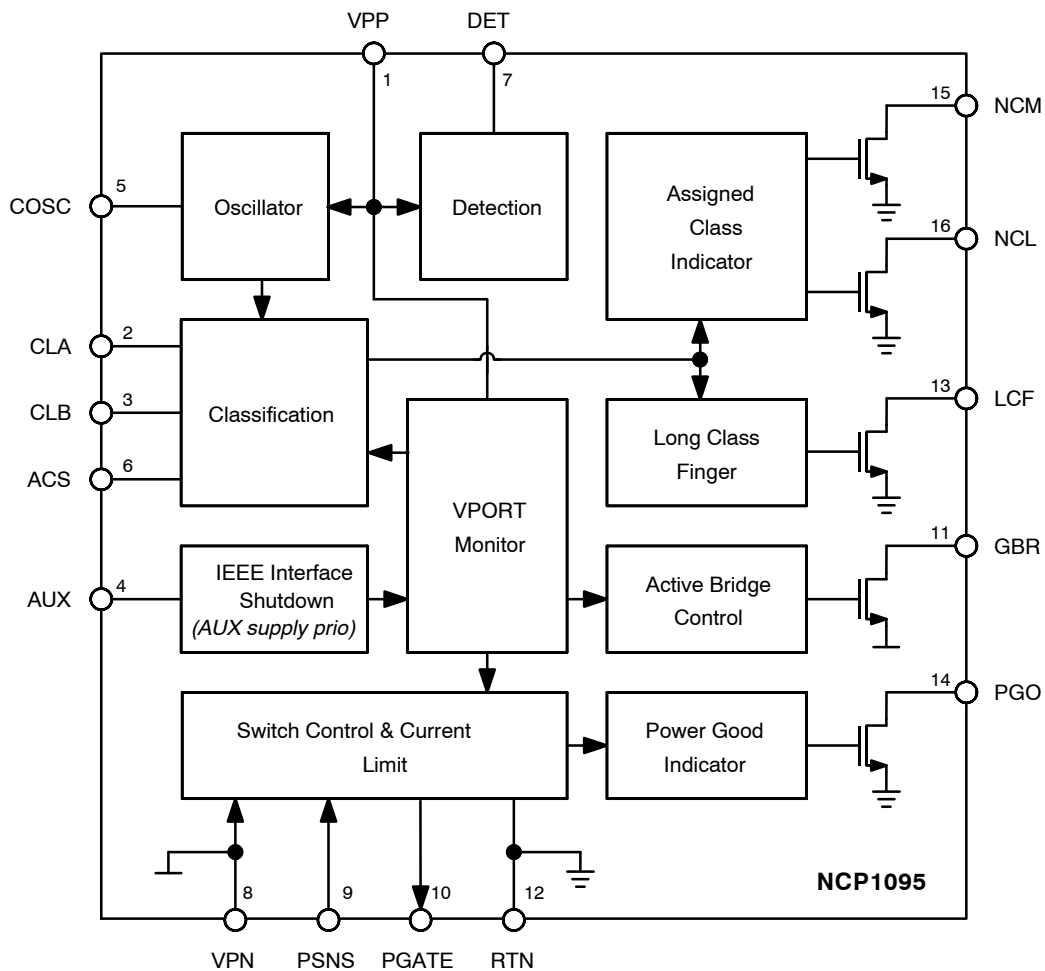 VPP
DET
1
7
15
NCM
5
COSC
Oscillator
Detection
Assigned
Class
Indicator
16
NCL
2
CLA
3
CLB
Classification
6
ACS
13
LCF
Long Class
Finger
VPORT
Monitor
11
GBR
4
AUX
IEEE Interface
Shutdown
(AUX supply prio)
Active Bridge
Control
14
PGO
Switch Control & Current
Limit
Power Good
Indicator
8
9
10
12
NCP1095
VPN
PSNS
PGATE
RTN